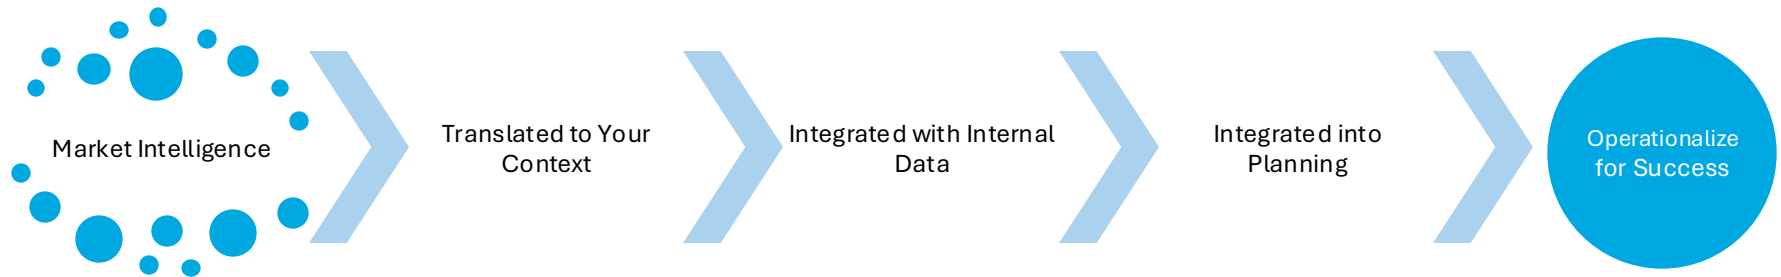 Market Intelligence
Translated to Your
Context
Integrated with Internal
Data
Integrated into
Planning
Operationalize
for Success